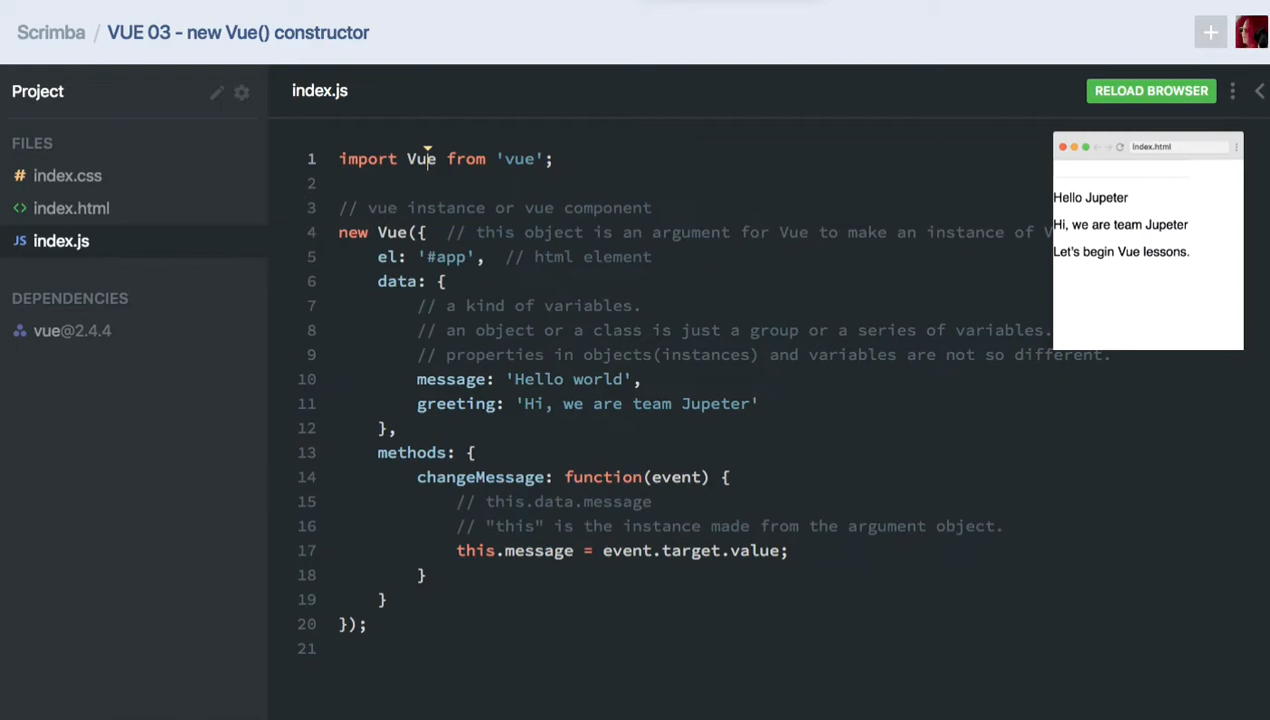 Scrimba / VUE 03 - new Vue() constructor
Project
index.js
RELOAD BROWSER
FILES
# index.css
<> index.html
JS index.js
DEPENDENCIES
vue@2.4.4
1 import Vue from 'vue';
2
3 // vue instance or vue component
4 new Vue({  // this object is an argument for Vue to make an instance of
5     el: '#app',  // html element
6     data: {
7         // a kind of variables.
8         // an object or a class is just a group or a series of variables.
9         // properties in objects(instances) and variables are not so different.
10         message: 'Hello world',
11         greeting: 'Hi, we are team Jupeter'
12     },
13     methods: {
14         changeMessage: function(event) {
15             // this.data.message
16             // "this" is the instance made from the argument object.
17             this.message = event.target.value;
18         }
19     }
20 });
21
Index.html
Hello Jupeter
Hi, we are team Jupeter
Let's begin Vue lessons.